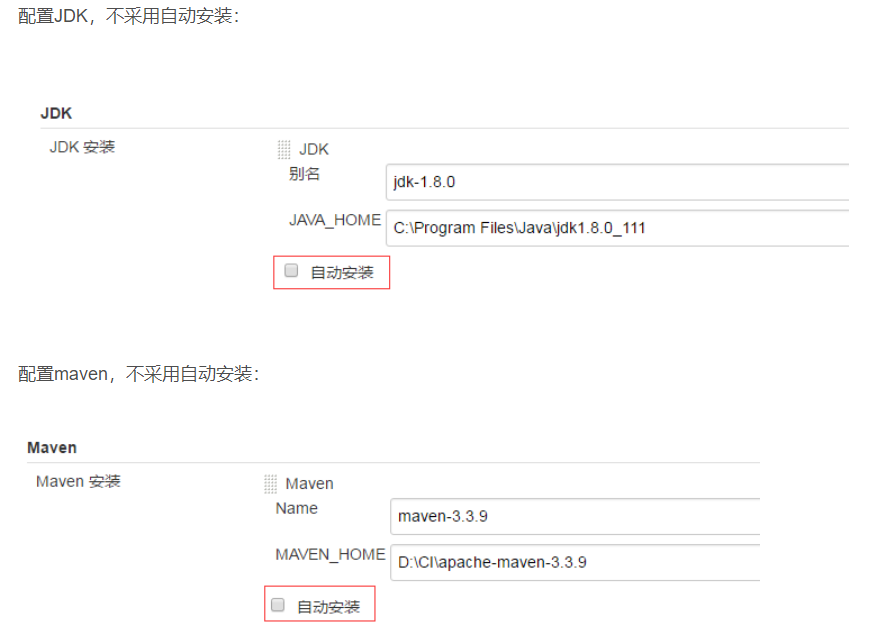 配置JDK，不采用自动安装：
JDK
JDK 安装
JDK
别名
jdk-1.8.0
JAVA_HOME
C:\Program Files\Java\jdk1.8.0_111
自动安装
配置maven，不采用自动安装：
Maven
Maven 安装
Maven
Name
maven-3.3.9
MAVEN_HOME
D:\CI\apache-maven-3.3.9
自动安装